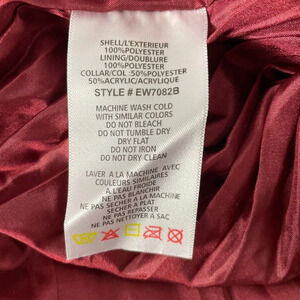 SHELL/L'EXTERIEUR
100%POLYESTER
LINING/DOUBLURE
100%POLYESTER
COLLAR/COL :50%POLYESTER
50%ACRYLIC/ACRYLIQUE
STYLE # EW7082B
MACHINE WASH COLD
WITH SIMILAR COLORS
DO NOT BLEACH
DO NOT TUMBLE DRY
DRY FLAT
DO NOT IRON
DO NOT DRY CLEAN
LAVER A LA MACHINE AVEC
COULEURS SIMILAIRES
A L'EAU FROIDE
NE PAS BLANCHIR
NE PAS SECHER A LA MACHINE
SECHER A PLAT
NE PAS REPASSER
NE PAS NETTOYER A SAC